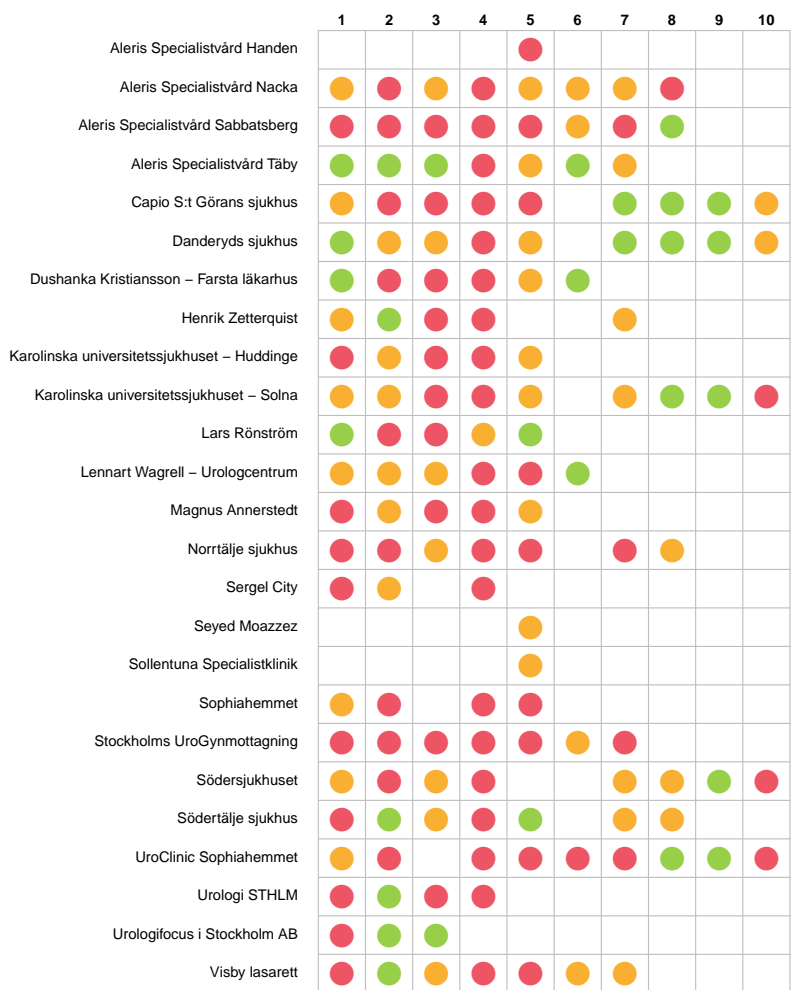 1 2 3 4 5 6 7 8 9 10
Aleris Specialistvård Handen
Aleris Specialistvård Nacka
Aleris Specialistvård Sabbatsberg
Aleris Specialistvård Täby
Capio S:t Görans sjukhus
Danderyds sjukhus
Dushanka Kristiansson – Farsta läkarhus
Henrik Zetterquist
Karolinska universitetssjukhuset – Huddinge
Karolinska universitetssjukhuset – Solna
Lars Rönström
Lennart Wagrell – Urologcentrum
Magnus Annerstedt
Norrtälje sjukhus
Sergel City
Seyed Moazzez
Sollentuna Specialistklinik
Sophiahemmet
Stockholms UroGynmottagning
Södersjukhuset
Södertälje sjukhus
UroClinic Sophiahemmet
Urologi STHLM
Urologifocus i Stockholm AB
Visby lasarett